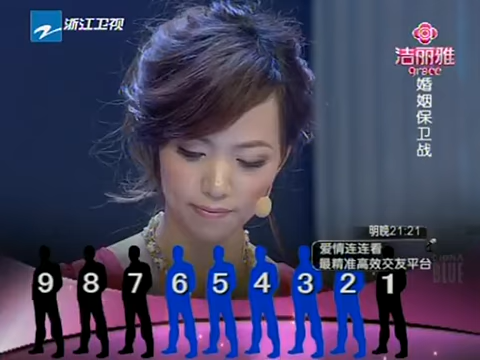 浙江卫视
洁丽雅
grace
婚姻保卫战
明晚21:21
爱情连连看
最精准高效交友平台
9 8 7 6 5 4 3 2 1